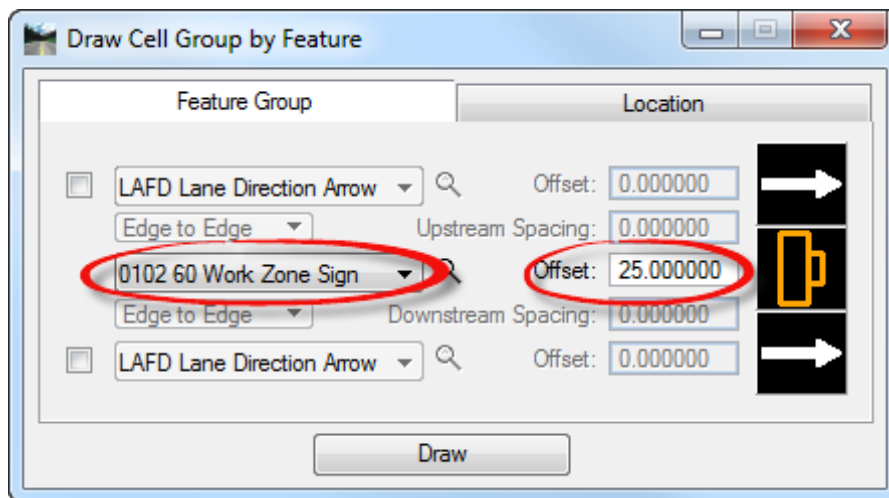 Draw Cell Group by Feature
Feature Group Location
LAFD Lane Direction Arrow Offset: 0.000000
Edge to Edge Upstream Spacing: 0.000000
0102 60 Work Zone Sign Offset: 25.000000
Edge to Edge Downstream Spacing: 0.000000
LAFD Lane Direction Arrow Offset: 0.000000
Draw